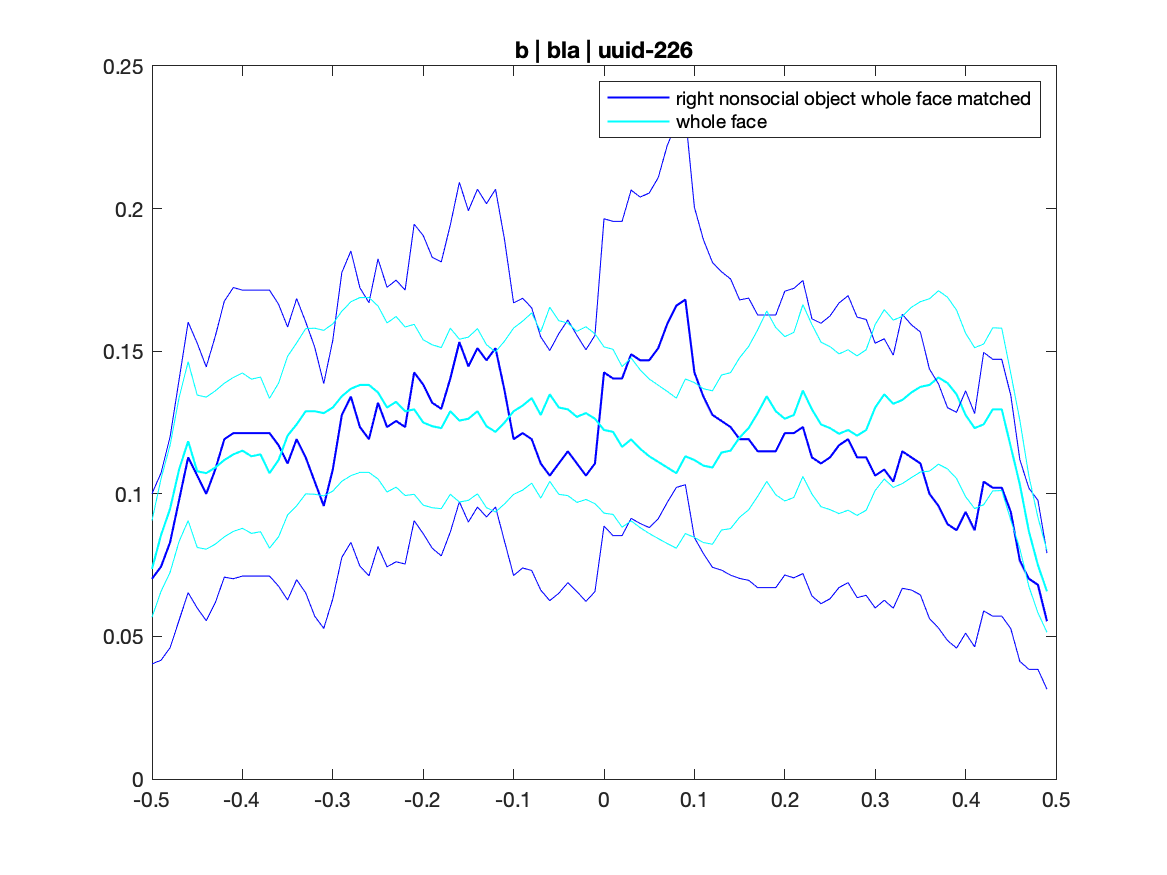 b | bla | uuid-226
0.25
right nonsocial object whole face matched
whole face
0.2
0.15
0.1
0.05
0
-0.5 -0.4 -0.3 -0.2 -0.1 0 0.1 0.2 0.3 0.4 0.5